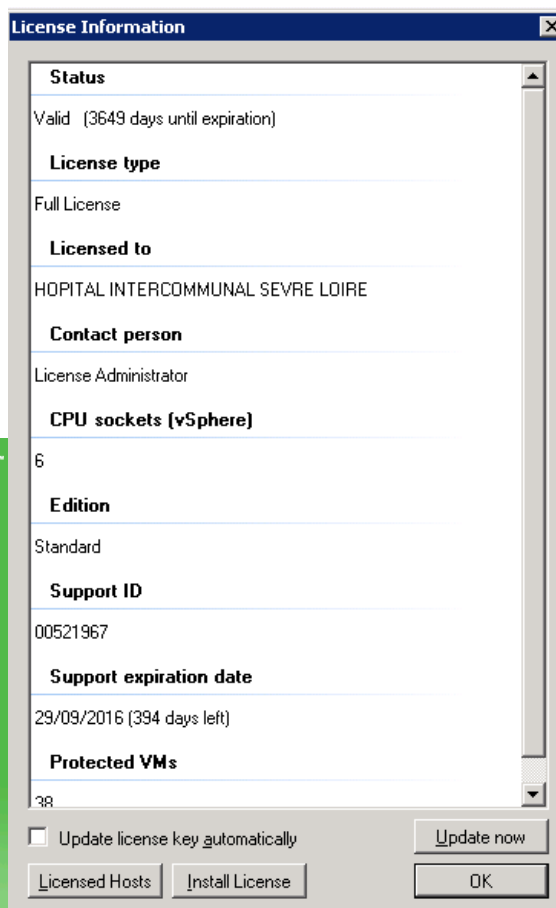 License Information
Status
Valid (3649 days until expiration)
License type
Full License
Licensed to
HOPITAL INTERCOMMUNAL SEVRE LOIRE
Contact person
License Administrator
CPU sockets (vSphere)
6
Edition
Standard
Support ID
00521967
Support expiration date
29/09/2016 (394 days left)
Protected VMs
38
Update license key automatically
Update now
Licensed Hosts
Install License
OK